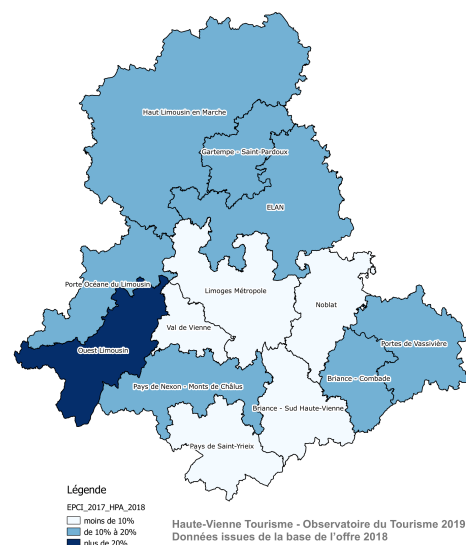 Haut Limousin en Marche
Gartempe - Saint-Pardoux
ELAN
Porte Océane du Limousin
Limoges Métropole
Noblat
Val de Vienne
Portes de Vassivière
Ouest Limousin
Briance - Combade
Pays de Nexon - Monts de Châlus
Briance - Sud Haute-Vienne
Pays de Saint-Yrieix
Légende
EPCI_2017_HPA_2018
moins de 10%
de 10% à 20%
plus de 20%
Haute-Vienne Tourisme - Observatoire du Tourisme 2019
Données issues de la base de l'offre 2018